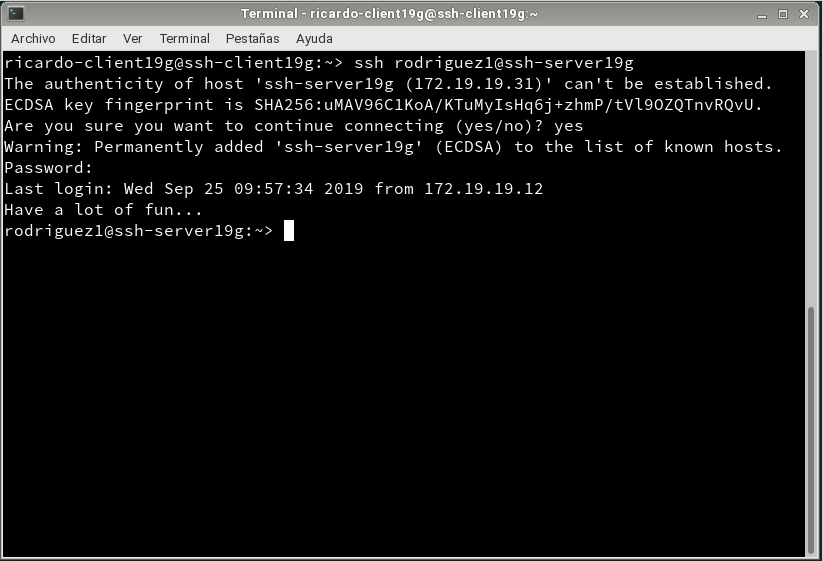 Terminal - ricardo-client19g@ssh-client19g:~
Archivo Editar Ver Terminal Pestañas Ayuda
ricardo-client19g@ssh-client19g:~> ssh rodriguez1@ssh-server19g
The authenticity of host 'ssh-server19g (172.19.19.31)' can't be established.
ECDSA key fingerprint is SHA256:uMAV96C1KoA/KTuMyIsHq6j+zhmP/tVl9OZQTnvRQvU.
Are you sure you want to continue connecting (yes/no)? yes
Warning: Permanently added 'ssh-server19g' (ECDSA) to the list of known hosts.
Password:
Last login: Wed Sep 25 09:57:34 2019 from 172.19.19.12
Have a lot of fun...
rodriguez1@ssh-server19g:~>